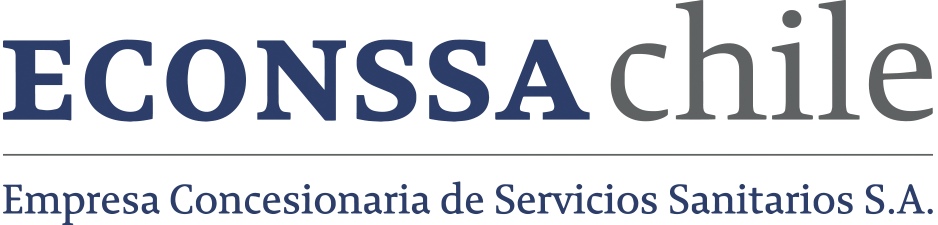 ECONSSA chile
Empresa Concesionaria de Servicios Sanitarios S.A.